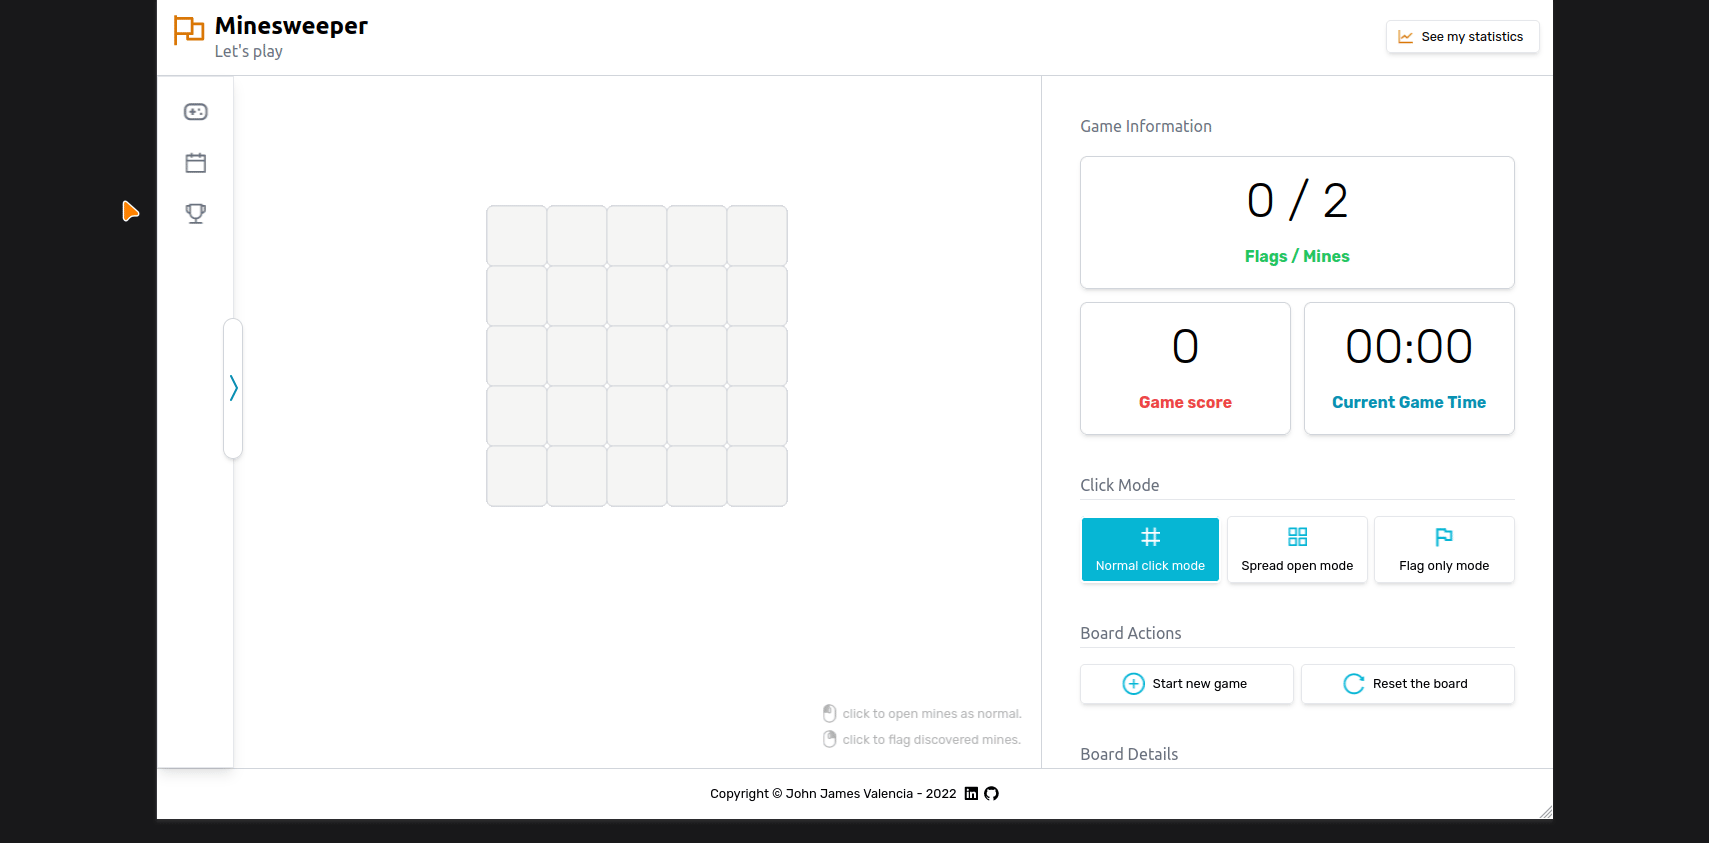 Minesweeper
Let's play
See my statistics
Game Information
0 / 2
Flags / Mines
0
Game score
00:00
Current Game Time
Click Mode
Normal click mode
Spread open mode
Flag only mode
Board Actions
Start new game
Reset the board
click to open mines as normal.
click to flag discovered mines.
Board Details
Copyright © John James Valencia - 2022